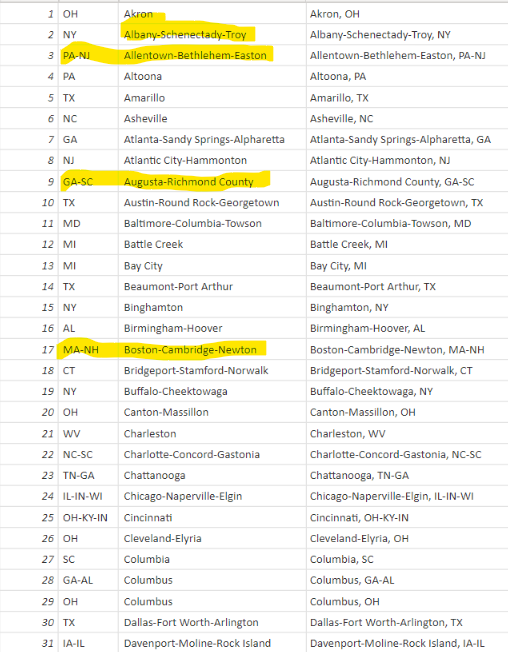 1 OH Akron Akron, OH
2 NY Albany-Schenectady-Troy Albany-Schenectady-Troy, NY
3 PA-NJ Allentown-Bethlehem-Easton Allentown-Bethlehem-Easton, PA-NJ
4 PA Altoona Altoona, PA
5 TX Amarillo Amarillo, TX
6 NC Asheville Asheville, NC
7 GA Atlanta-Sandy Springs-Alpharetta Atlanta-Sandy Springs-Alpharetta, GA
8 NJ Atlantic City-Hammonton Atlantic City-Hammonton, NJ
9 GA-SC Augusta-Richmond County Augusta-Richmond County, GA-SC
10 TX Austin-Round Rock-Georgetown Austin-Round Rock-Georgetown, TX
11 MD Baltimore-Columbia-Towson Baltimore-Columbia-Towson, MD
12 MI Battle Creek Battle Creek, MI
13 MI Bay City Bay City, MI
14 TX Beaumont-Port Arthur Beaumont-Port Arthur, TX
15 NY Binghamton Binghamton, NY
16 AL Birmingham-Hoover Birmingham-Hoover, AL
17 MA-NH Boston-Cambridge-Newton Boston-Cambridge-Newton, MA-NH
18 CT Bridgeport-Stamford-Norwalk Bridgeport-Stamford-Norwalk, CT
19 NY Buffalo-Cheektowaga Buffalo-Cheektowaga, NY
20 OH Canton-Massillon Canton-Massillon, OH
21 WV Charleston Charleston, WV
22 NC-SC Charlotte-Concord-Gastonia Charlotte-Concord-Gastonia, NC-SC
23 TN-GA Chattanooga Chattanooga, TN-GA
24 IL-IN-WI Chicago-Naperville-Elgin Chicago-Naperville-Elgin, IL-IN-WI
25 OH-KY-IN Cincinnati Cincinnati, OH-KY-IN
26 OH Cleveland-Elyria Cleveland-Elyria, OH
27 SC Columbia Columbia, SC
28 GA-AL Columbus Columbus, GA-AL
29 OH Columbus Columbus, OH
30 TX Dallas-Fort Worth-Arlington Dallas-Fort Worth-Arlington, TX
31 IA-IL Davenport-Moline-Rock Island Davenport-Moline-Rock Island, IA-IL